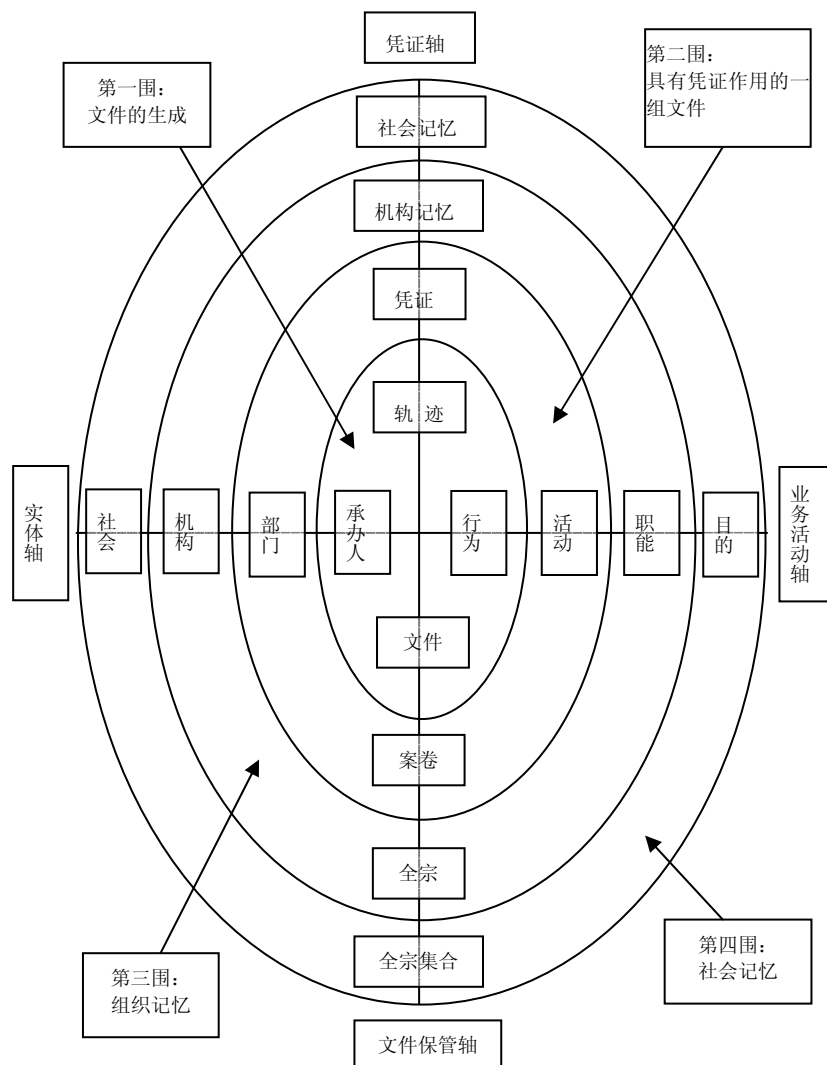 凭证轴
第一围：
文件的生成
第二围：
具有凭证作用的一
组文件
社会记忆
机构记忆
凭证
轨 迹
实体轴
社会
机构
部门
承办人
行为
活动
职能
目的
业务活动轴
文件
案卷
全宗
全宗集合
第三围：
组织记忆
第四围：
社会记忆
文件保管轴